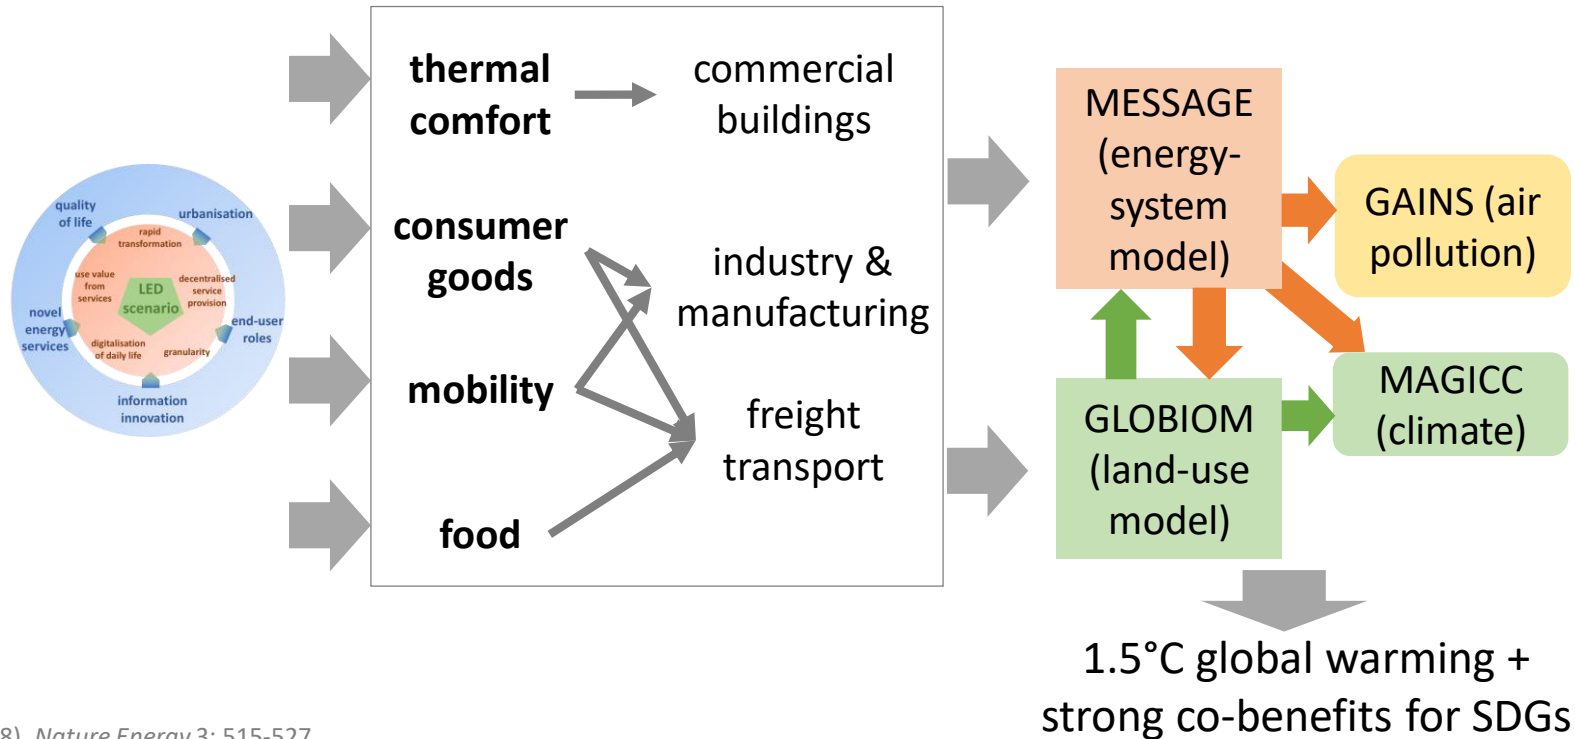 quality
of life
urbanisation
rapid
transformation
use value
from
services
decentralised
service
provision
LED
scenario
novel
energy
services
end-user
roles
digitalisation
of daily life
granularity
information
innovation
thermal
comfort
commercial
buildings
consumer
goods
industry &
manufacturing
mobility
freight
transport
food
MESSAGE
(energy-
system
model)
GAINS (air
pollution)
GLOBIOM
(land-use
model)
MAGICC
(climate)
1.5°C global warming +
strong co-benefits for SDGs
8). Nature Energy 3: 515-527